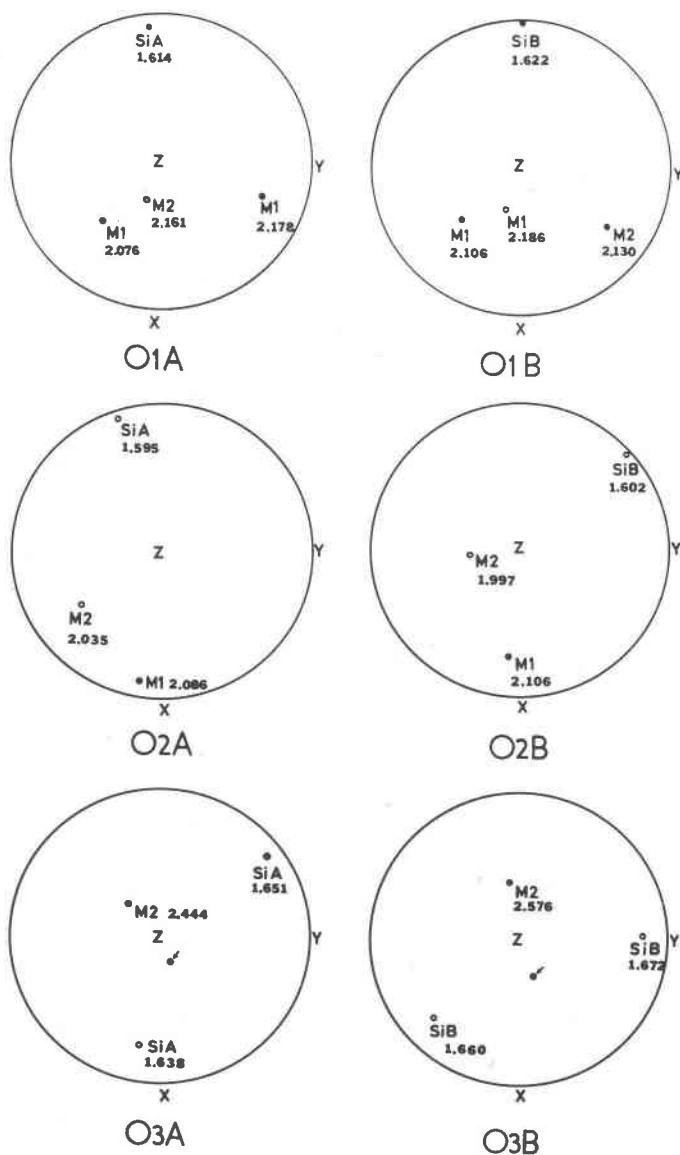 SiA
1.614
Z
Y
M2
2.161
M1
2.076
M1
2.178
X
O1A
SiB
1.622
Z
Y
M1
2.186
M1
2.106
M2
2.130
X
O1B
SiA
1.595
Z
Y
M2
2.035
M1 2.086
X
O2A
SiB
1.602
Z
Y
M2
1.997
M1
2.106
X
O2B
SiA
1.651
M2 2.444
Z
Y
SiA
1.638
X
O3A
M2
2.576
Z
Y
SiB
1.672
SiB
1.660
X
O3B